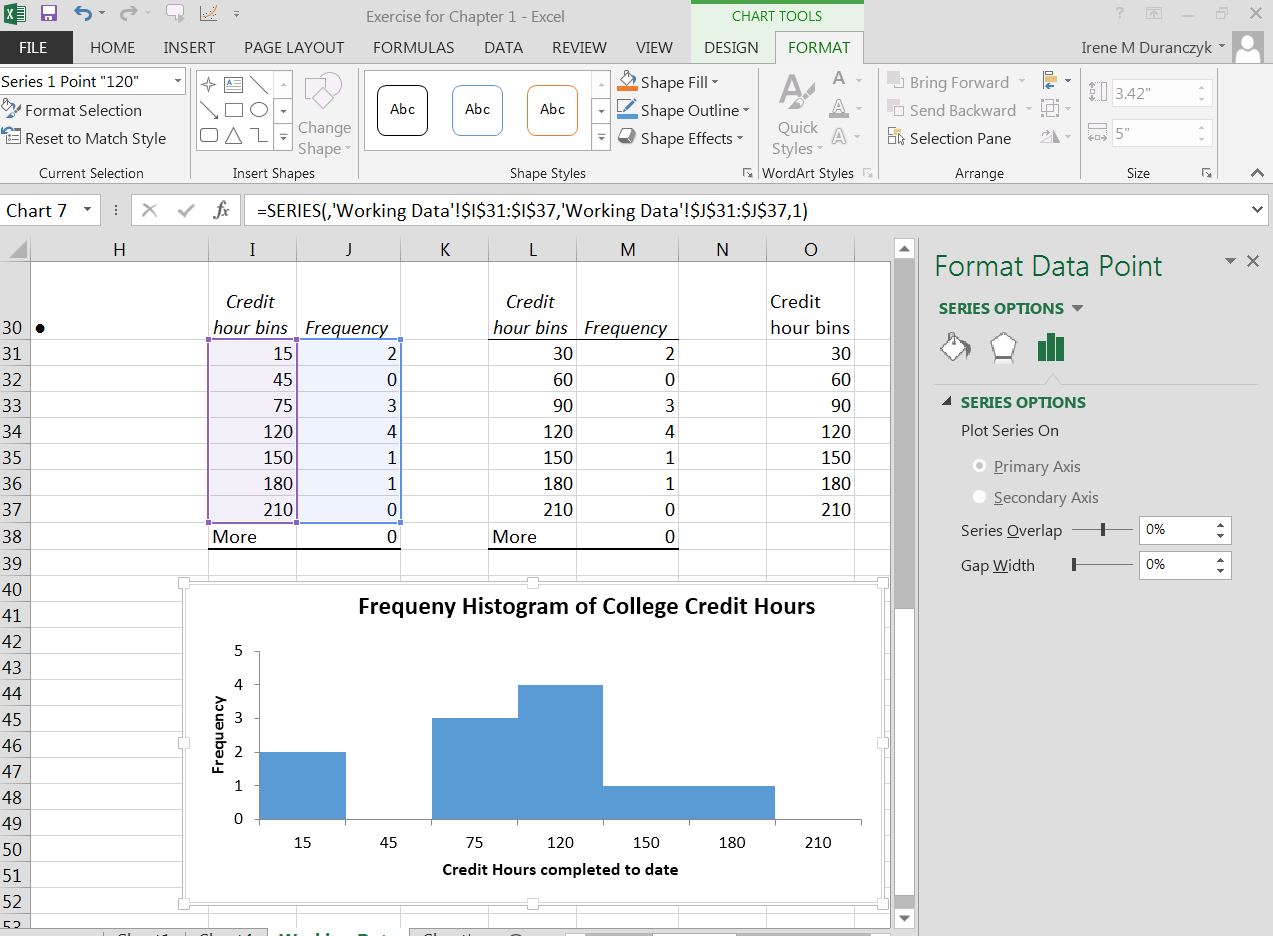 Exercise for Chapter 1 - Excel
CHART TOOLS
?
FILE HOME INSERT PAGE LAYOUT FORMULAS DATA REVIEW VIEW DESIGN FORMAT Irene M Duranczyk
Series 1 Point "120"
Format Selection
Reset to Match Style
Current Selection
Change
Shape
Insert Shapes
Abc Abc Abc
Shape Fill
Shape Outline
Shape Effects
Shape Styles
Quick
Styles
WordArt Styles
Bring Forward
Send Backward
Selection Pane
Arrange
3.42"
5"
Size
Chart 7 fx =SERIES(,'Working Data'!$I$31:$I$37,'Working Data'!$J$31:$J$37,1)
H I J K L M N O
30 Credit hour bins Frequency Credit hour bins Frequency Credit hour bins
31 15 2 30 2 30
32 45 0 60 0 60
33 75 3 90 3 90
34 120 4 120 4 120
35 150 1 150 1 150
36 180 1 180 1 180
37 210 0 210 0 210
38 More 0 More 0
39
40
41
42
43
44
45
46
47
48
49
50
51
52
53
Frequeny Histogram of College Credit Hours
Frequency
5
4
3
2
1
0
15 45 75 120 150 180 210
Credit Hours completed to date
Format Data Point
SERIES OPTIONS
SERIES OPTIONS
Plot Series On
Primary Axis
Secondary Axis
Series Overlap 0%
Gap Width 0%